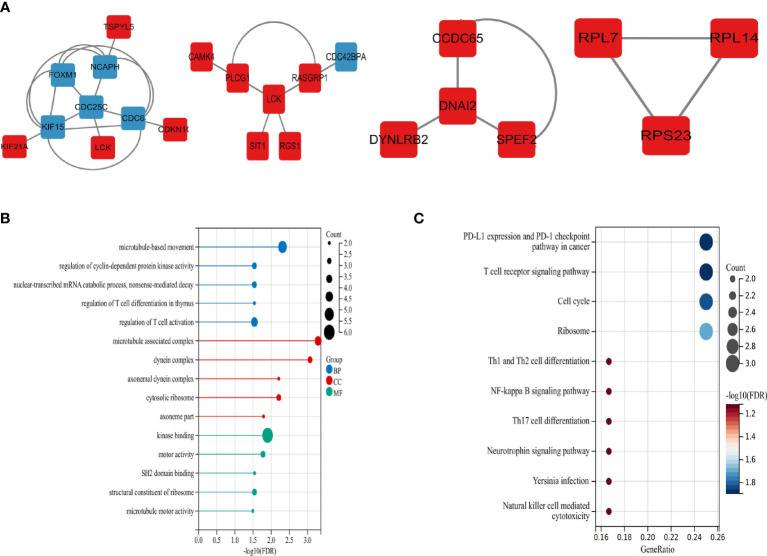 A
TSPYL5
FOXM1
NCAPH
CDC25C
KIF15
CDC6
CDKN1C
KIF21A
LCK
CAMK4
PLCG1
RASGRP1
CDC42BPA
LCK
SIT1
RGS1
CCDC65
DNAI2
DYNLRB2
SPEF2
RPL7
RPL14
RPS23
B
microtubule-based movement
regulation of cyclin-dependent protein kinase activity
nuclear-transcribed mRNA catabolic process, nonsense-mediated decay
regulation of T cell differentiation in thymus
regulation of T cell activation
microtubule associated complex
dynein complex
axonemal dynein complex
cytosolic ribosome
axoneme part
kinase binding
motor activity
SH2 domain binding
structural constituent of ribosome
microtubule motor activity
0.0 0.5 1.0 1.5 2.0 2.5 3.0
-log10(FDR)
Count
2.0
2.5
3.0
3.5
4.0
4.5
5.0
5.5
6.0
Group
BP
CC
MF
C
PD-L1 expression and PD-1 checkpoint
pathway in cancer
T cell receptor signaling pathway
Cell cycle
Ribosome
Th1 and Th2 cell differentiation
NF-kappa B signaling pathway
Th17 cell differentiation
Neurotrophin signaling pathway
Yersinia infection
Natural killer cell mediated
cytotoxicity
0.16 0.18 0.20 0.22 0.24 0.26
GeneRatio
Count
2.0
2.2
2.4
2.6
2.8
3.0
-log10(FDR)
1.2
1.4
1.6
1.8